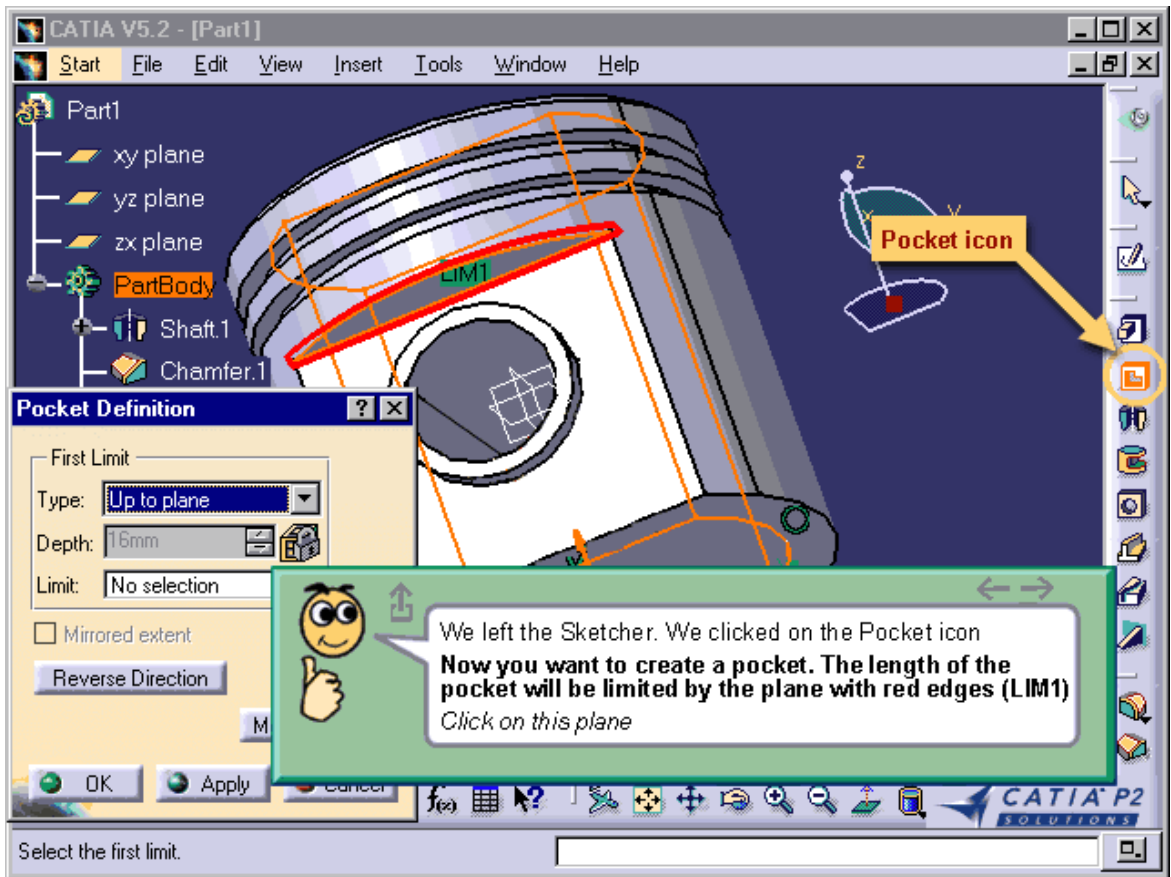 CATIA V5.2 - [Part1]
Start File Edit View Insert Tools Window Help
Part1
xy plane
yz plane
zx plane
PartBody
Shaft.1
Chamfer.1
z
x
y
Pocket icon
LIM1
Pocket Definition
First Limit
Type: Up to plane
Depth: 16mm
Limit: No selection
Mirrored extent
Reverse Direction
M
OK Apply Cancel
We left the Sketcher. We clicked on the Pocket icon
Now you want to create a pocket. The length of the
pocket will be limited by the plane with red edges (LIM1)
Click on this plane
f(x)
CATIA P2
SOLUTIONS
Select the first limit.